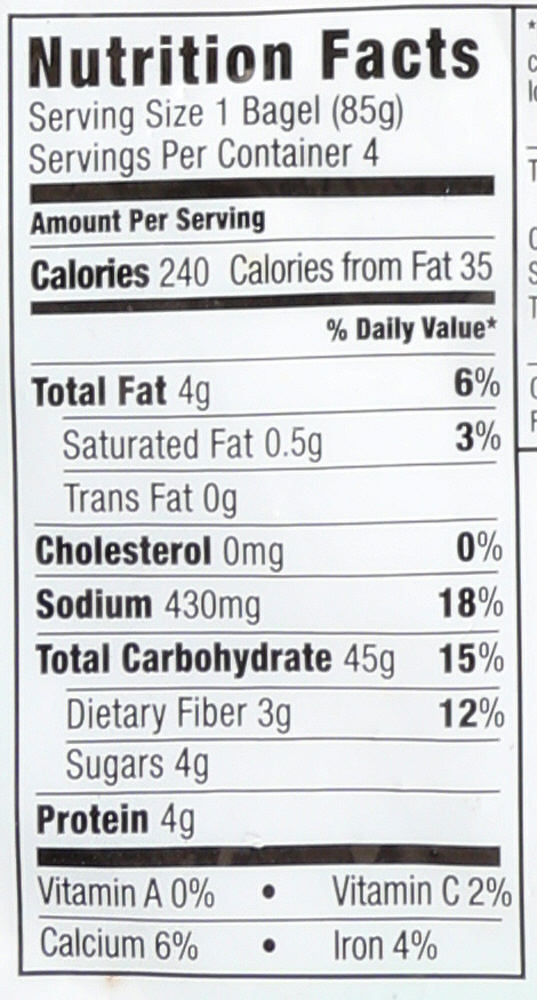 Nutrition Facts
Serving Size 1 Bagel (85g)
Servings Per Container 4
Amount Per Serving
Calories 240 Calories from Fat 35
% Daily Value*
Total Fat 4g 6%
Saturated Fat 0.5g 3%
Trans Fat 0g
Cholesterol 0mg 0%
Sodium 430mg 18%
Total Carbohydrate 45g 15%
Dietary Fiber 3g 12%
Sugars 4g
Protein 4g
Vitamin A 0% • Vitamin C 2%
Calcium 6% • Iron 4%